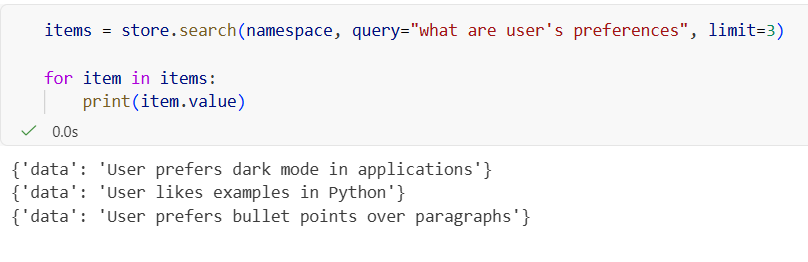 items = store.search(namespace, query="what are user's preferences", limit=3)
for item in items:
    print(item.value)
0.0s
{'data': 'User prefers dark mode in applications'}
{'data': 'User likes examples in Python'}
{'data': 'User prefers bullet points over paragraphs'}